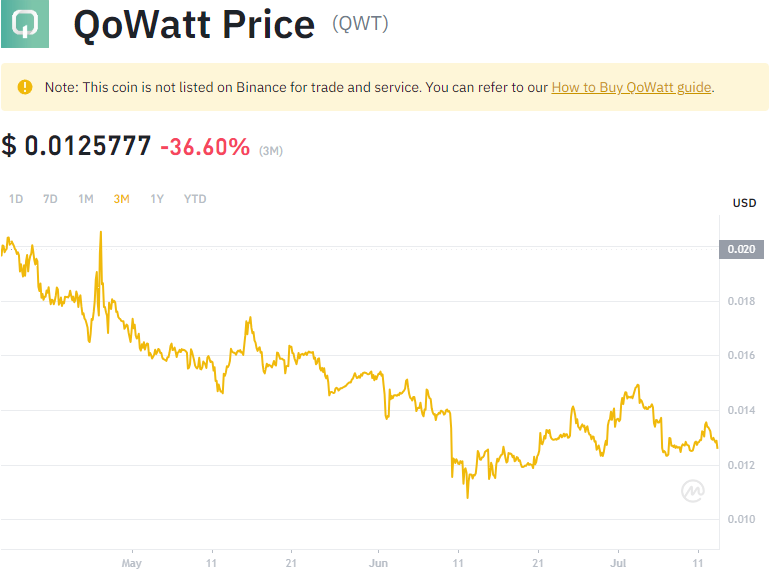 QoWatt Price (QWT)
Note: This coin is not listed on Binance for trade and service. You can refer to our How to Buy QoWatt guide.
$ 0.0125777 -36.60% (3M)
1D 7D 1M 3M 1Y YTD
USD
0.020
0.018
0.016
0.014
0.012
0.010
May 11 21 Jun 11 21 Jul 11